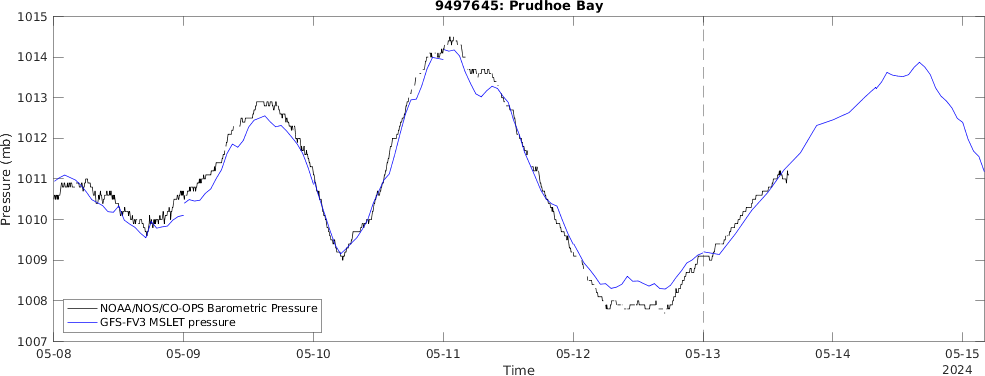 9497645: Prudhoe Bay
1015
1014
1013
1012
1011
1010
1009
1008
1007
Pressure (mb)
NOAA/NOS/CO-OPS Barometric Pressure
GFS-FV3 MSLET pressure
05-08 05-09 05-10 05-11 05-12 05-13 05-14 05-15
Time 2024